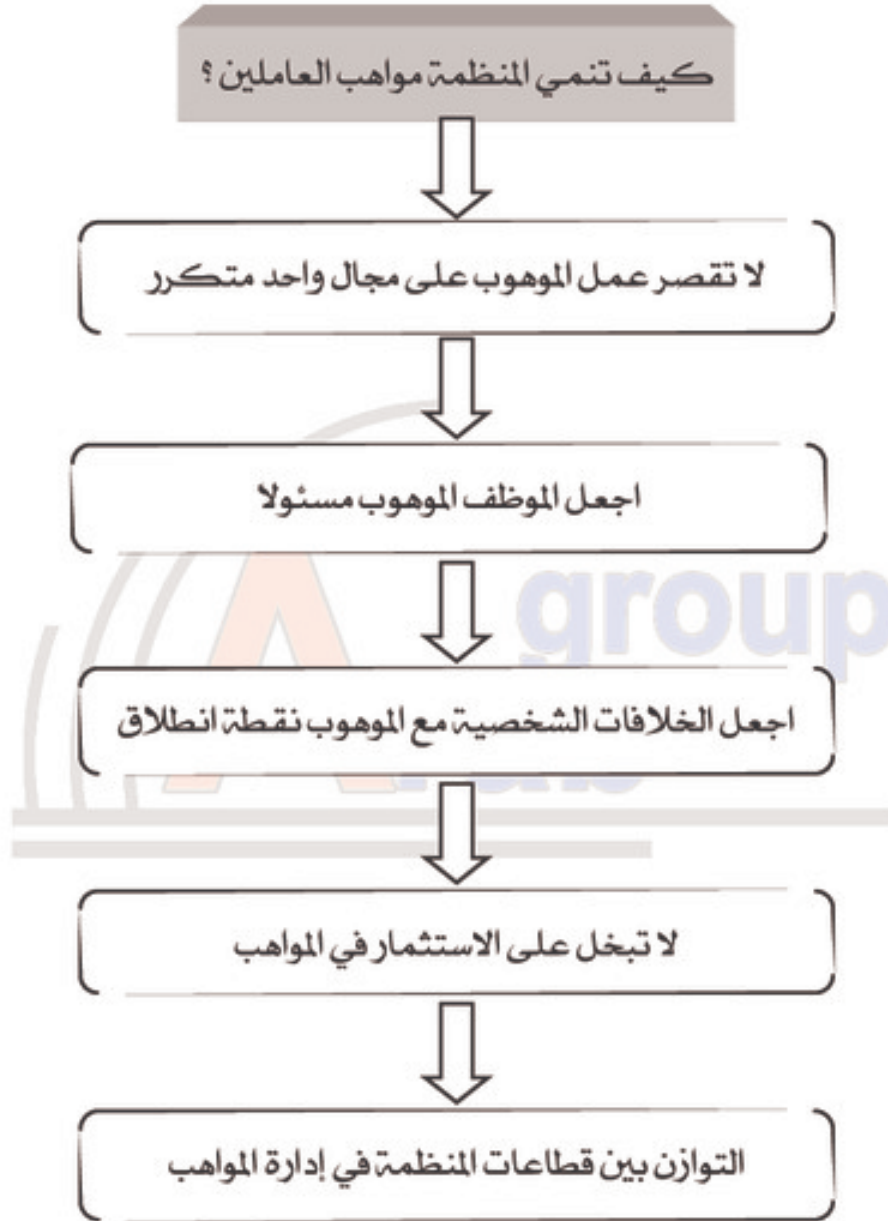 كيف تنمي المنظمة مواهب العاملين ؟
لا تقصر عمل الموهوب على مجال واحد متكرر
اجعل الموظف الموهوب مسئولا
group
اجعل الخلافات الشخصية مع الموهوب نقطة انطلاق
لا تبخل على الاستثمار في المواهب
التوازن بين قطاعات المنظمة في إدارة المواهب